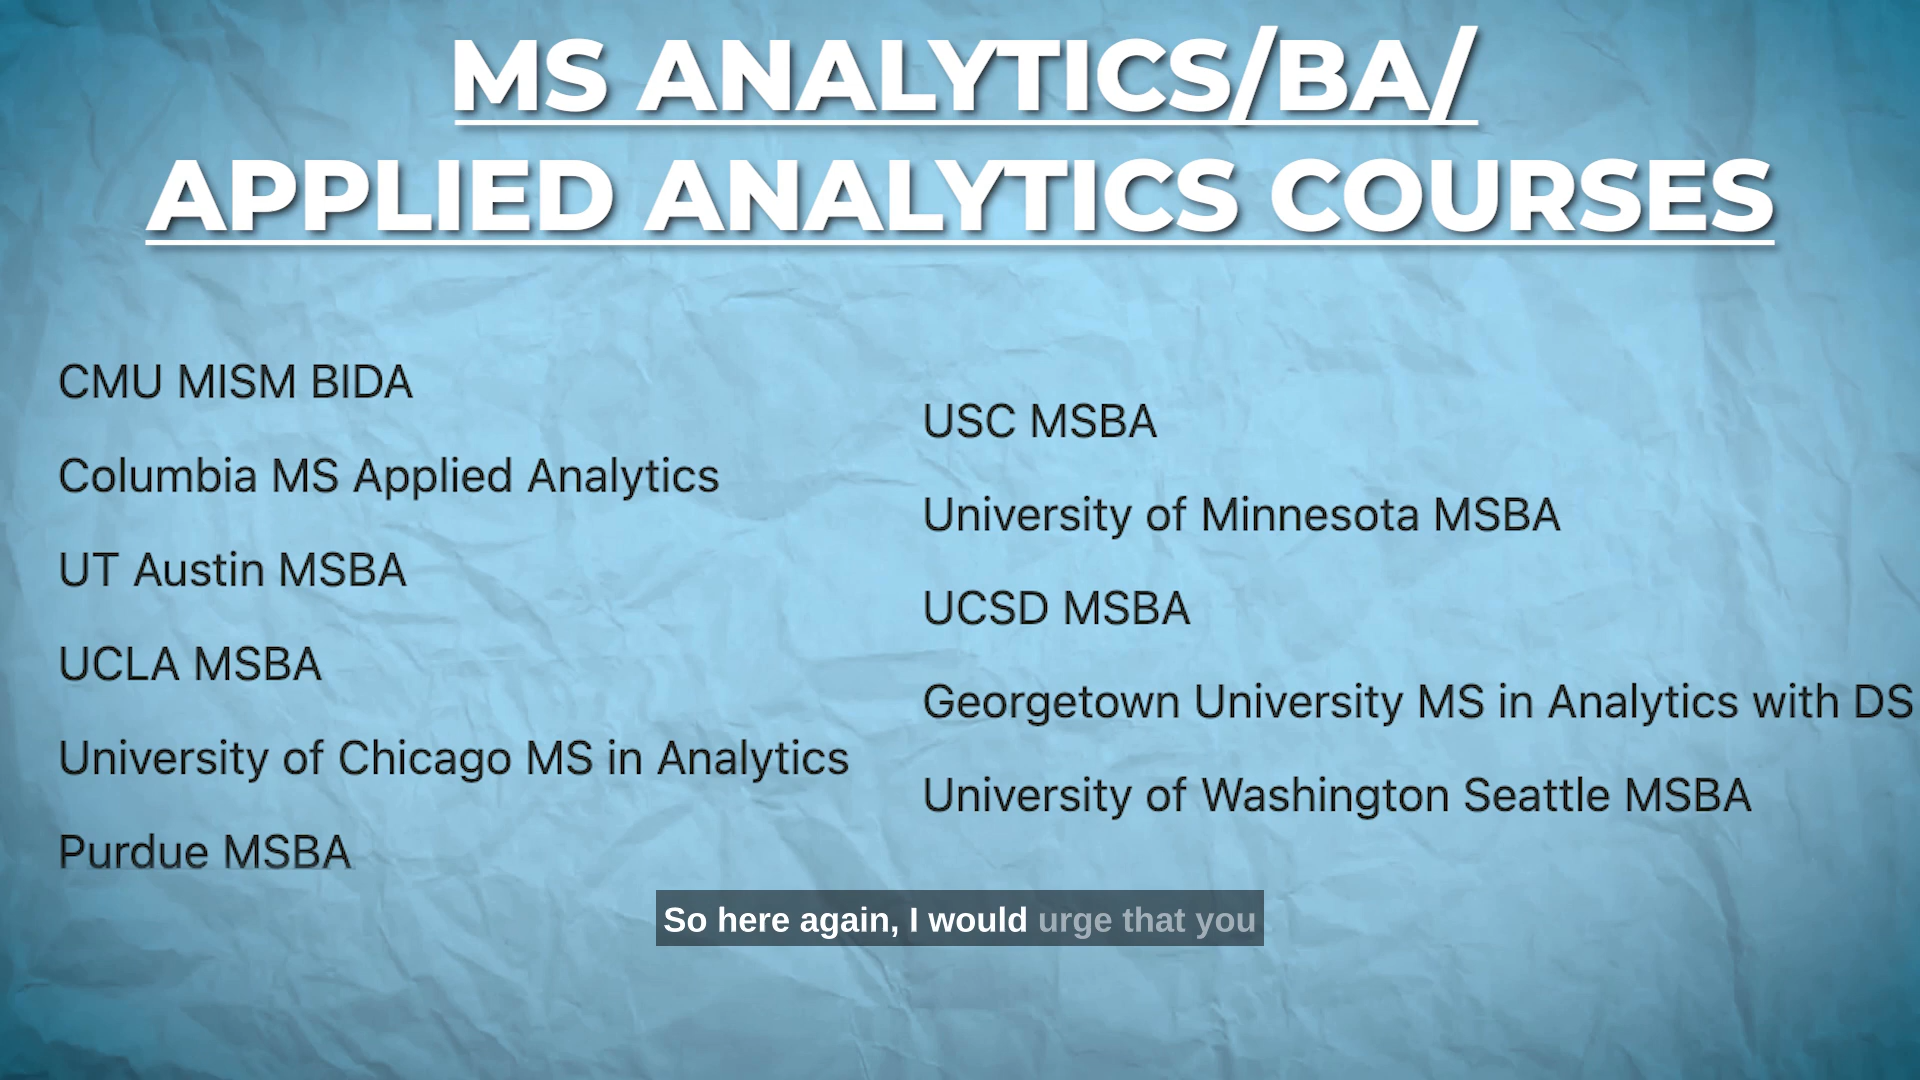 MS ANALYTICS/BA/
APPLIED ANALYTICS COURSES
CMU MISM BIDA
Columbia MS Applied Analytics
UT Austin MSBA
UCLA MSBA
University of Chicago MS in Analytics
Purdue MSBA
USC MSBA
University of Minnesota MSBA
UCSD MSBA
Georgetown University MS in Analytics with DS
University of Washington Seattle MSBA
So here again, I would urge that you